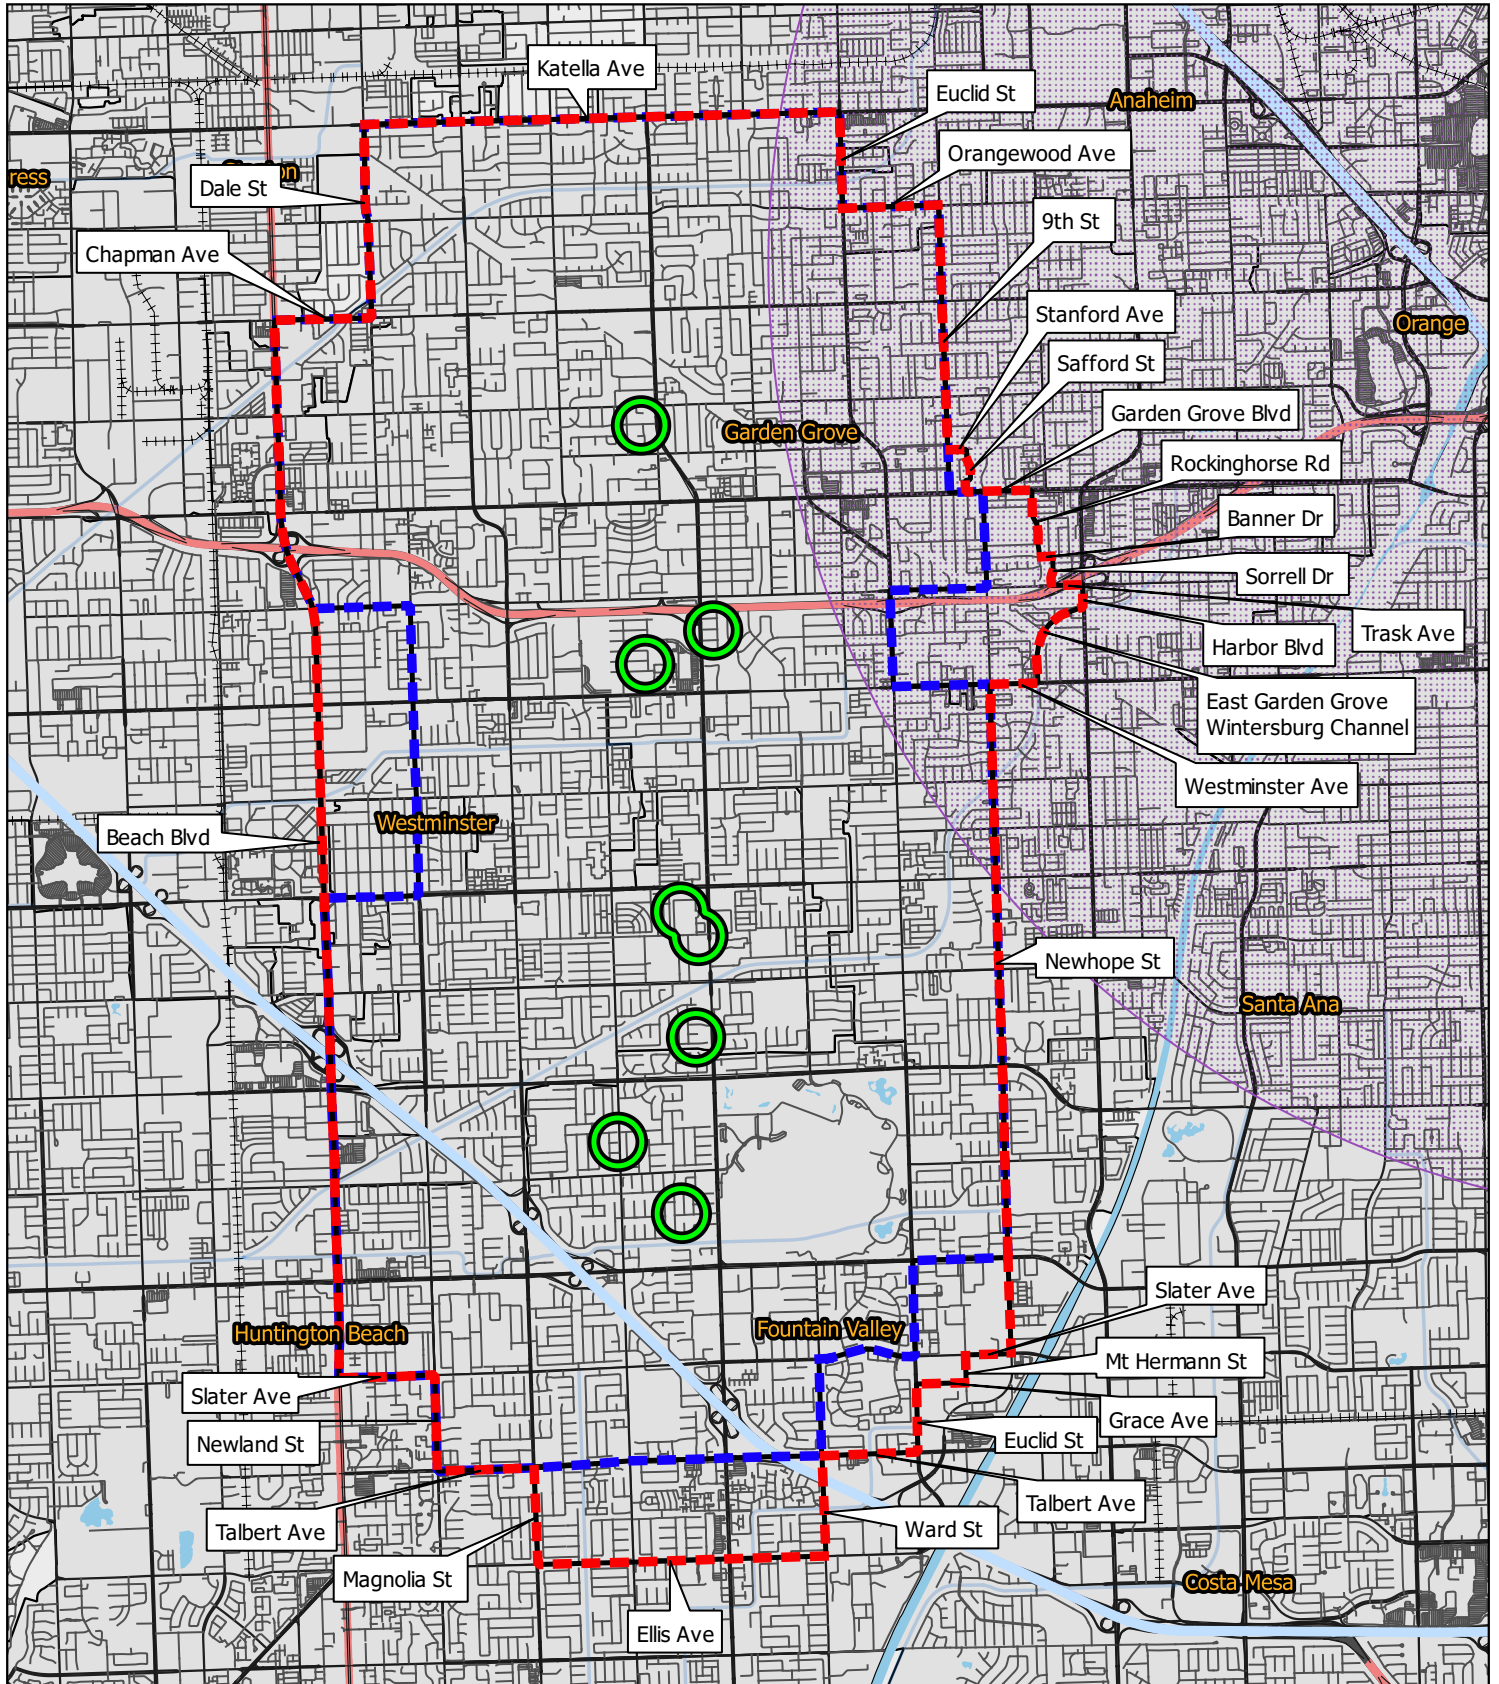 Katella Ave
Euclid St
Anaheim
Orangewood Ave
ress
on
Dale St
9th St
Chapman Ave
Stanford Ave
Orange
Safford St
Garden Grove Blvd
Garden Grove
Rockinghorse Rd
Banner Dr
Sorrell Dr
Trask Ave
Harbor Blvd
East Garden Grove
Wintersburg Channel
Westminster Ave
Westminster
Beach Blvd
Newhope St
Santa Ana
Slater Ave
Fountain Valley
Huntington Beach
Mt Hermann St
Slater Ave
Grace Ave
Newland St
Euclid St
Talbert Ave
Talbert Ave
Ward St
Magnolia St
Costa Mesa
Ellis Ave